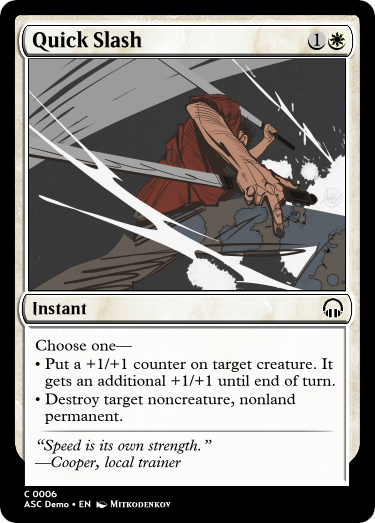 Quick Slash 1
Instant
Choose one—
• Put a +1/+1 counter on target creature. It
gets an additional +1/+1 until end of turn.
• Destroy target noncreature, nonland
permanent.
“Speed is its own strength.”
—Cooper, local trainer
C 0006
ASC Demo • EN Mitkodenkov